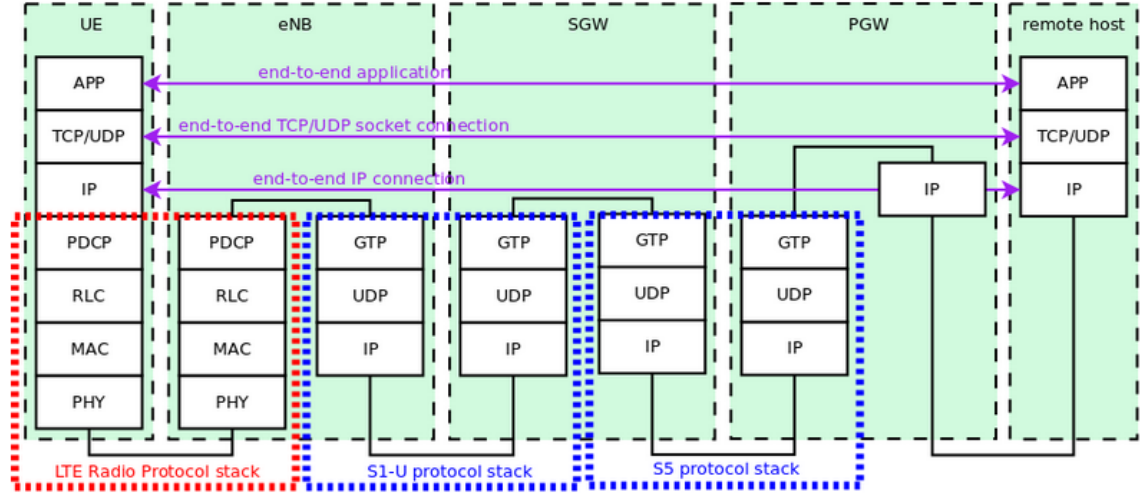 UE
eNB
SGW
PGW
remote host
APP
end-to-end application
APP
TCP/UDP
end-to-end TCP/UDP socket connection
TCP/UDP
IP
end-to-end IP connection
IP
IP
PDCP
PDCP
GTP
GTP
GTP
GTP
RLC
RLC
UDP
UDP
UDP
UDP
MAC
MAC
IP
IP
IP
IP
PHY
PHY
LTE Radio Protocol stack
S1-U protocol stack
S5 protocol stack